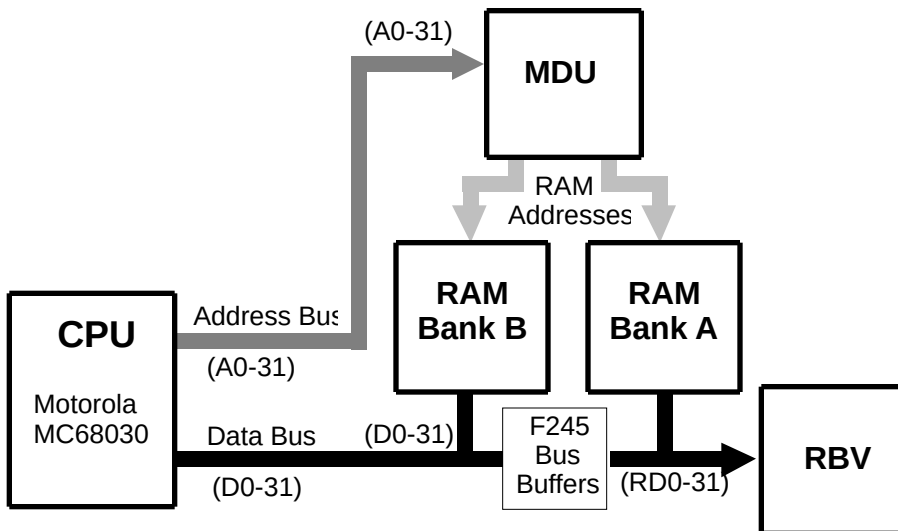 (A0-31)
MDU
RAM
Addresses
RAM
Bank B
RAM
Bank A
CPU
Motorola
MC68030
Address Bus
(A0-31)
Data Bus
(D0-31)
(D0-31)
F245
Bus
Buffers
(RD0-31)
RBV